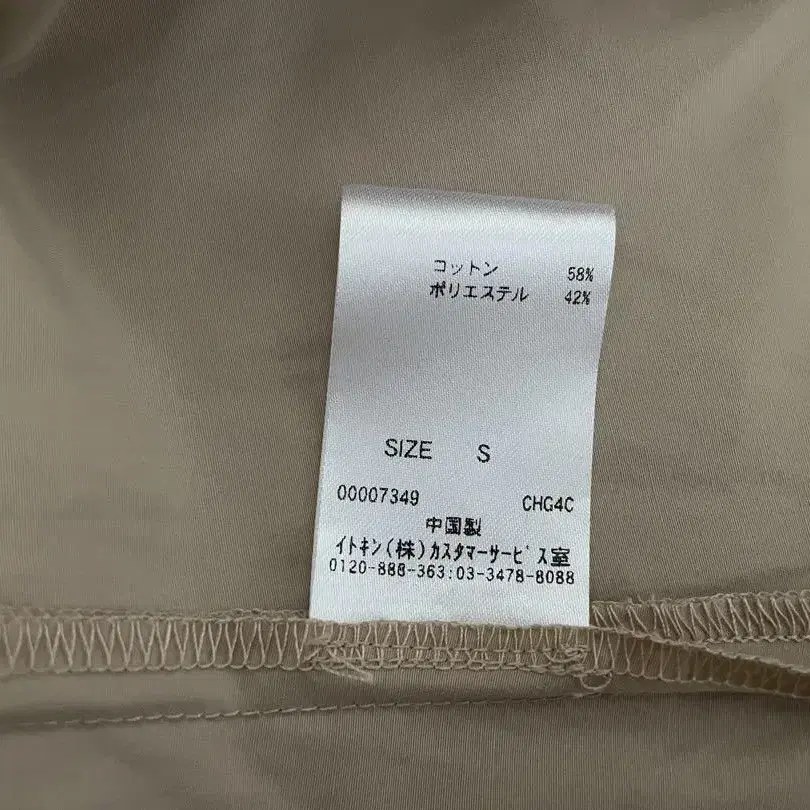 コットン 58%
ポリエステル 42%
SIZE S
00007349 CHG4C
中国製
イトキン(株)カスタマーサービス室
0120-888-363:03-3478-8088